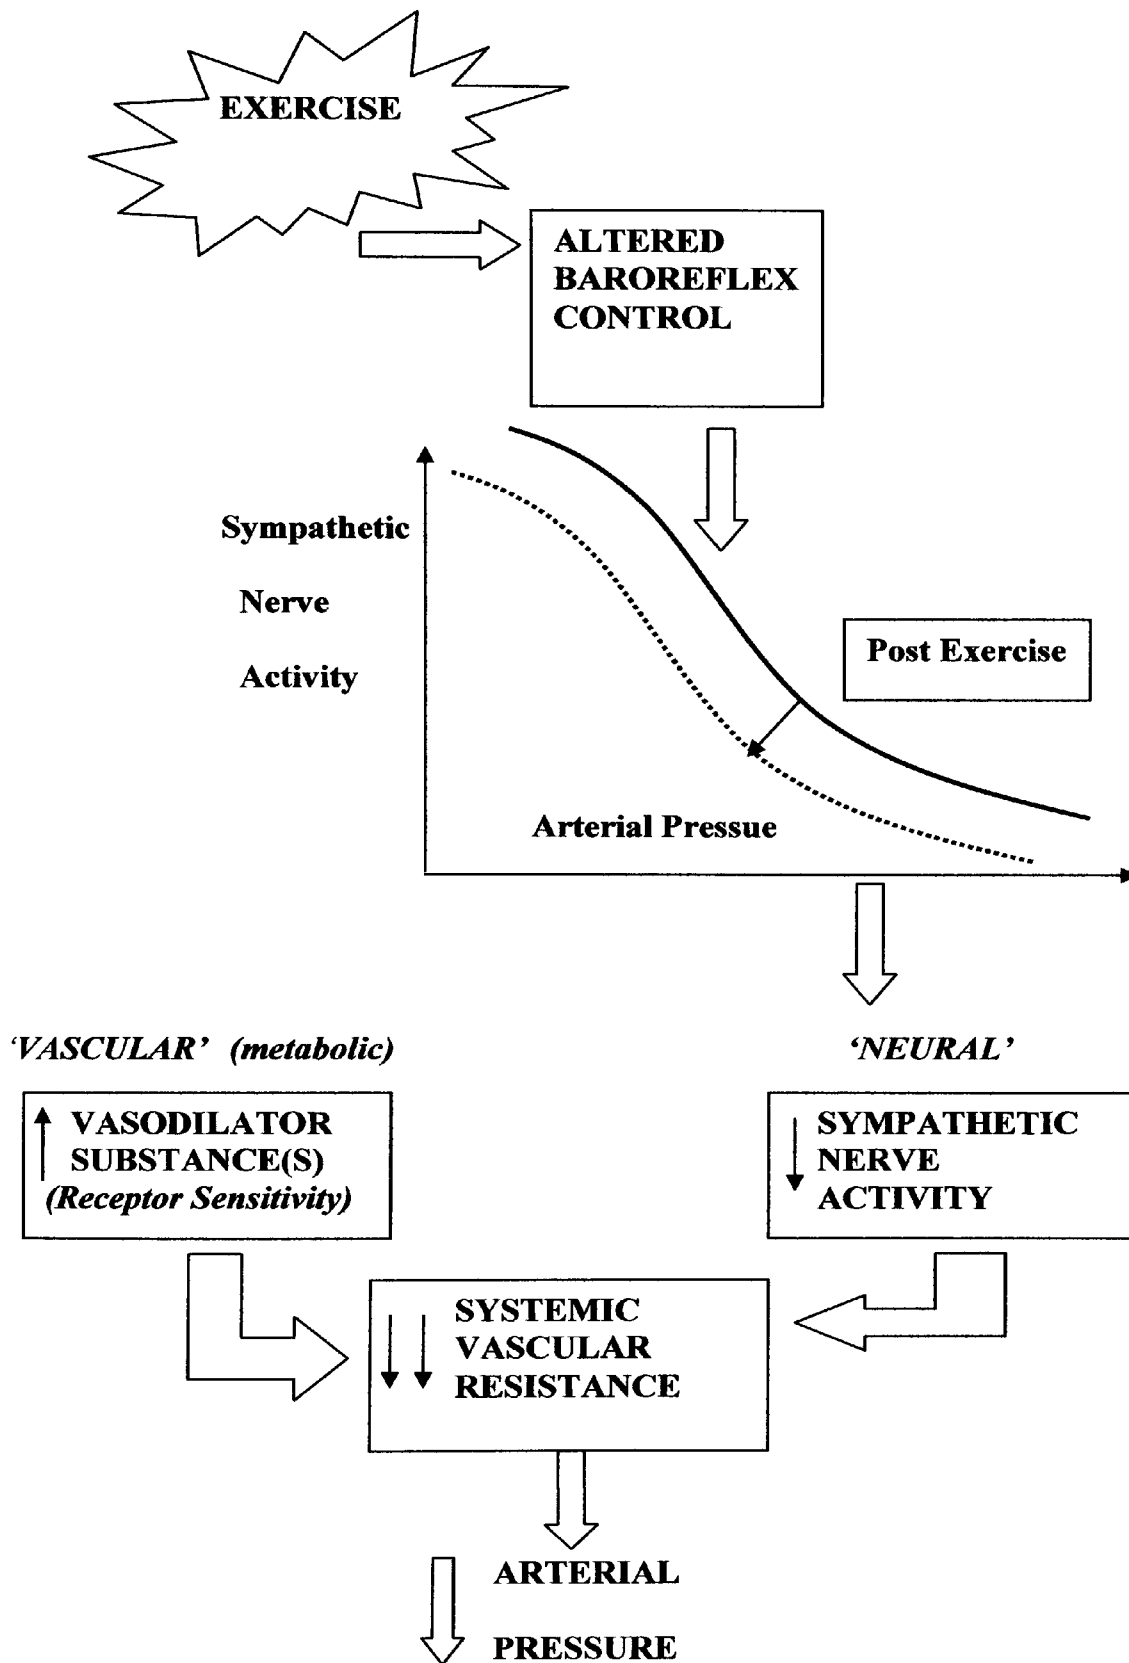 EXERCISE
ALTERED
BAROREFLEX
CONTROL
Sympathetic
Nerve
Activity
Post Exercise
Arterial Pressue
'VASCULAR' (metabolic)
'NEURAL'
VASODILATOR
SUBSTANCE(S)
(Receptor Sensitivity)
SYMPATHETIC
NERVE
ACTIVITY
SYSTEMIC
VASCULAR
RESISTANCE
ARTERIAL
PRESSURE